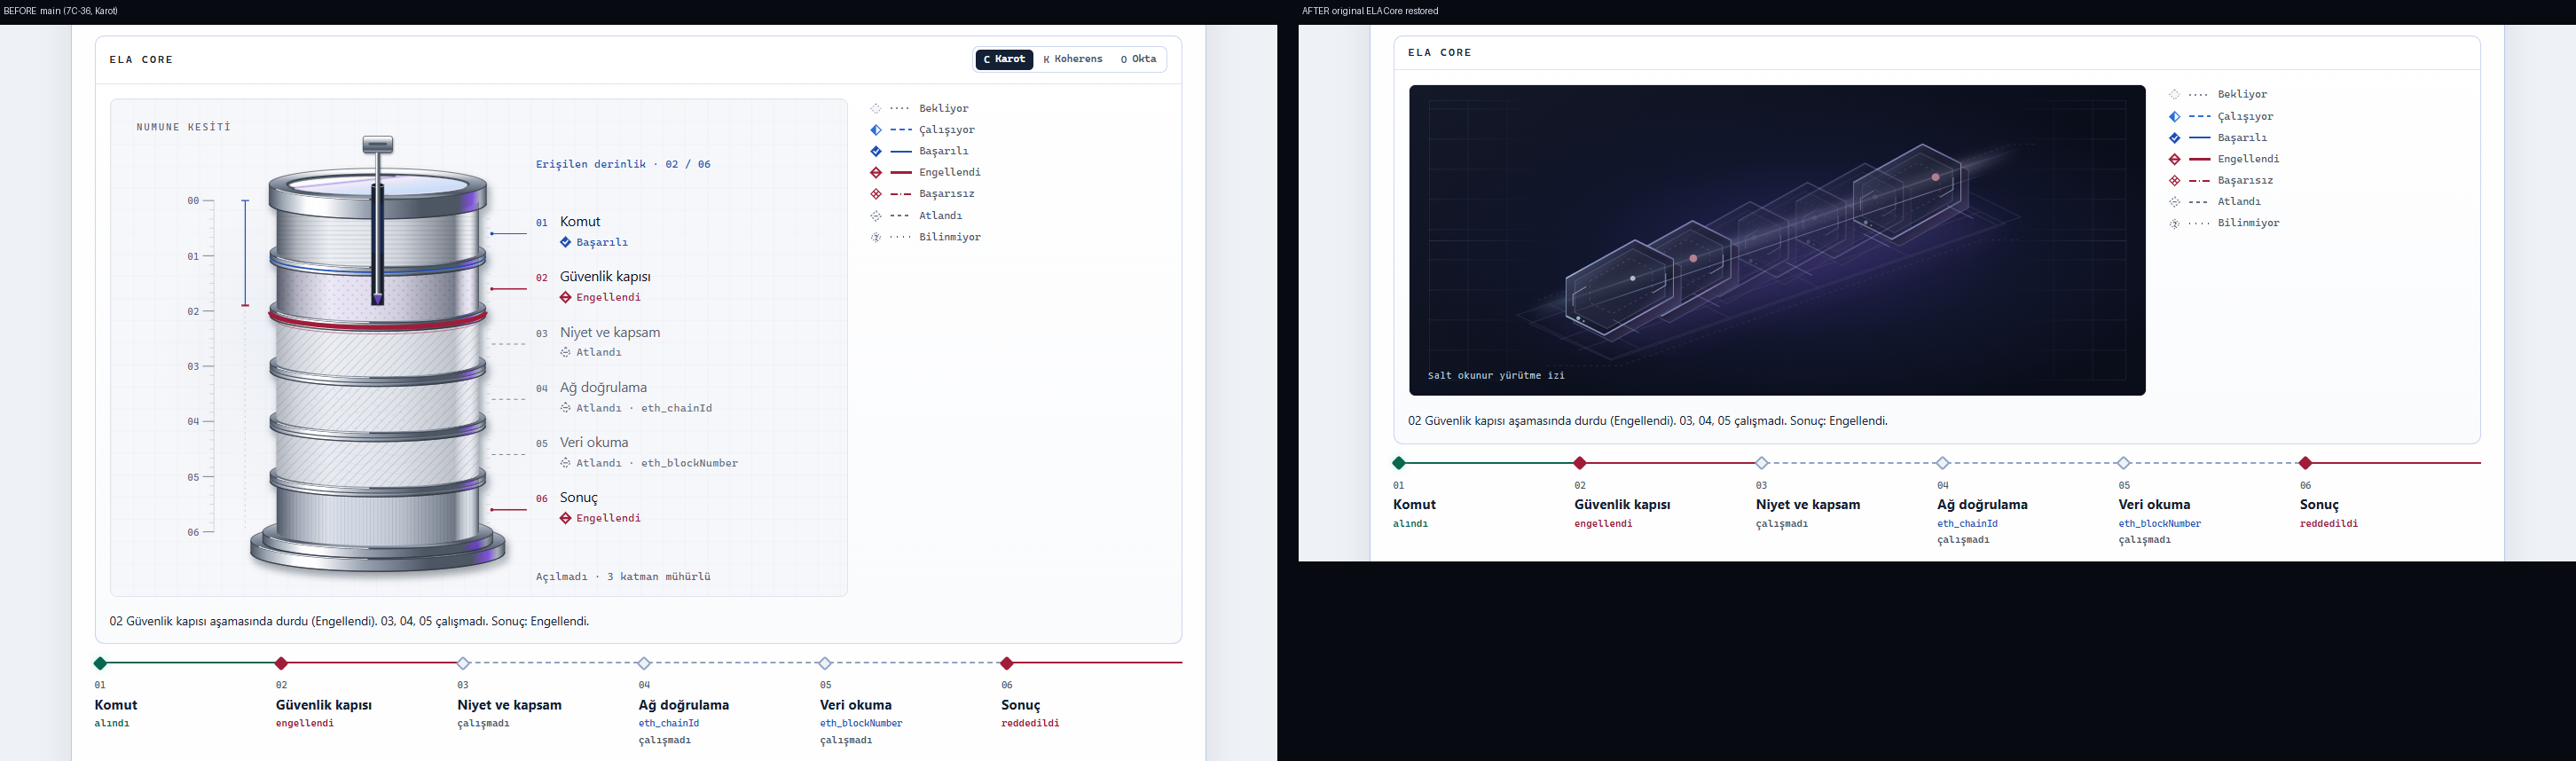 BEFORE main (7C-36, Karot)
ELA CORE
C Karot K Koherens O Okta
NUMUNE KESİTİ
Erişilen derinlik · 02 / 06
00
01
02
03
04
05
06
01 Komut
Başarılı
02 Güvenlik kapısı
Engellendi
03 Niyet ve kapsam
Atlandı
04 Ağ doğrulama
Atlandı · eth_chainId
05 Veri okuma
Atlandı · eth_blockNumber
06 Sonuç
Engellendi
Açılmadı · 3 katman mühürlü
Bekliyor
Çalışıyor
Başarılı
Engellendi
Başarısız
Atlandı
Bilinmiyor
02 Güvenlik kapısı aşamasında durdu (Engellendi). 03, 04, 05 çalışmadı. Sonuç: Engellendi.
01
Komut
alındı
02
Güvenlik kapısı
engellendi
03
Niyet ve kapsam
çalışmadı
04
Ağ doğrulama
eth_chainId
çalışmadı
05
Veri okuma
eth_blockNumber
çalışmadı
06
Sonuç
reddedildi
AFTER original ELACore restored
ELA CORE
Salt okunur yürütme izi
Bekliyor
Çalışıyor
Başarılı
Engellendi
Başarısız
Atlandı
Bilinmiyor
02 Güvenlik kapısı aşamasında durdu (Engellendi). 03, 04, 05 çalışmadı. Sonuç: Engellendi.
01
Komut
alındı
02
Güvenlik kapısı
engellendi
03
Niyet ve kapsam
çalışmadı
04
Ağ doğrulama
eth_chainId
çalışmadı
05
Veri okuma
eth_blockNumber
çalışmadı
06
Sonuç
reddedildi